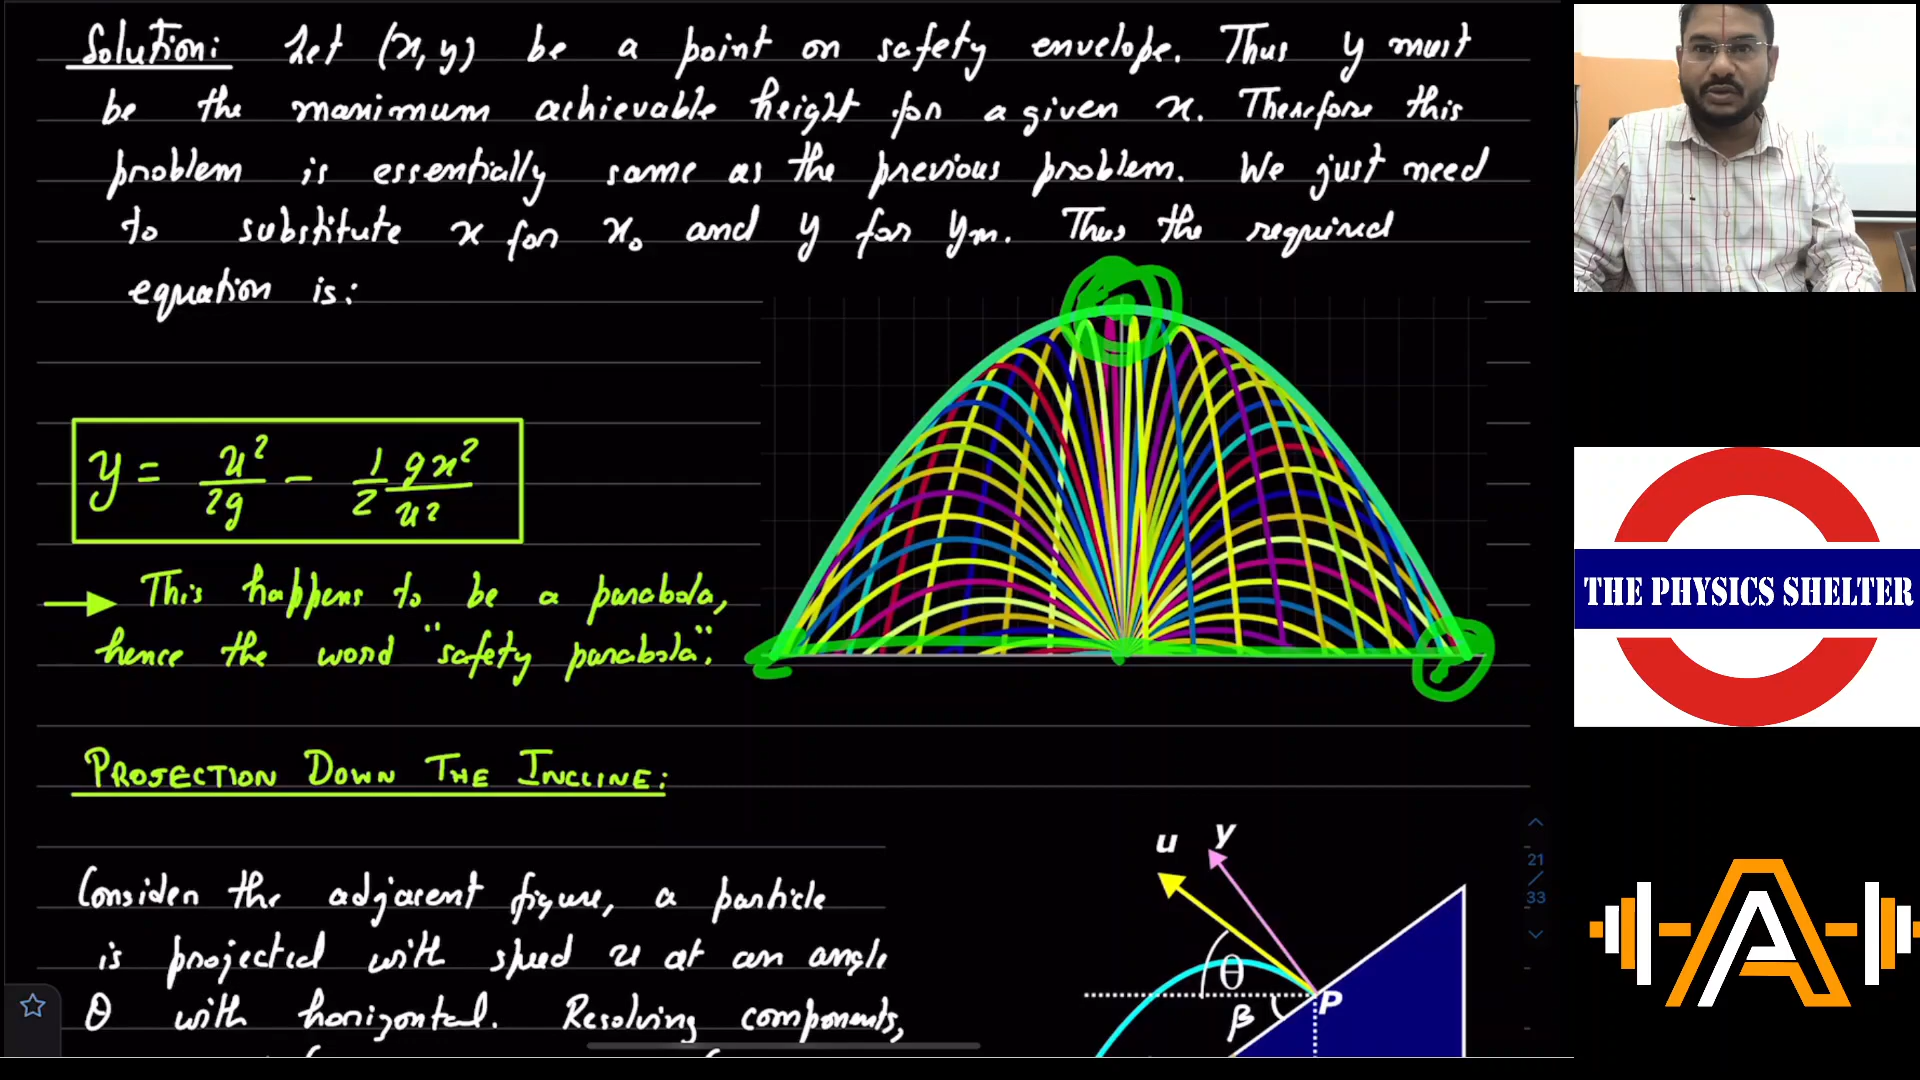 Solution: Let (x, y) be a point on safety envelope. Thus y must
be the maximum achievable height for a given x. Therefore this
problem is essentially same as the previous problem. We just need
to substitute x for x₀ and y for yₘ. Thus the required
equation is:
y = u²/2g - 1/2 gx²/u²
This happens to be a parabola,
hence the word "safety parabola".
PROJECTION DOWN THE INCLINE:
Consider the adjacent figure, a particle
is projected with speed u at an angle
θ with horizontal. Resolving components,
u
y
θ
β
P
21
/
33
THE PHYSICS SHELTER
A